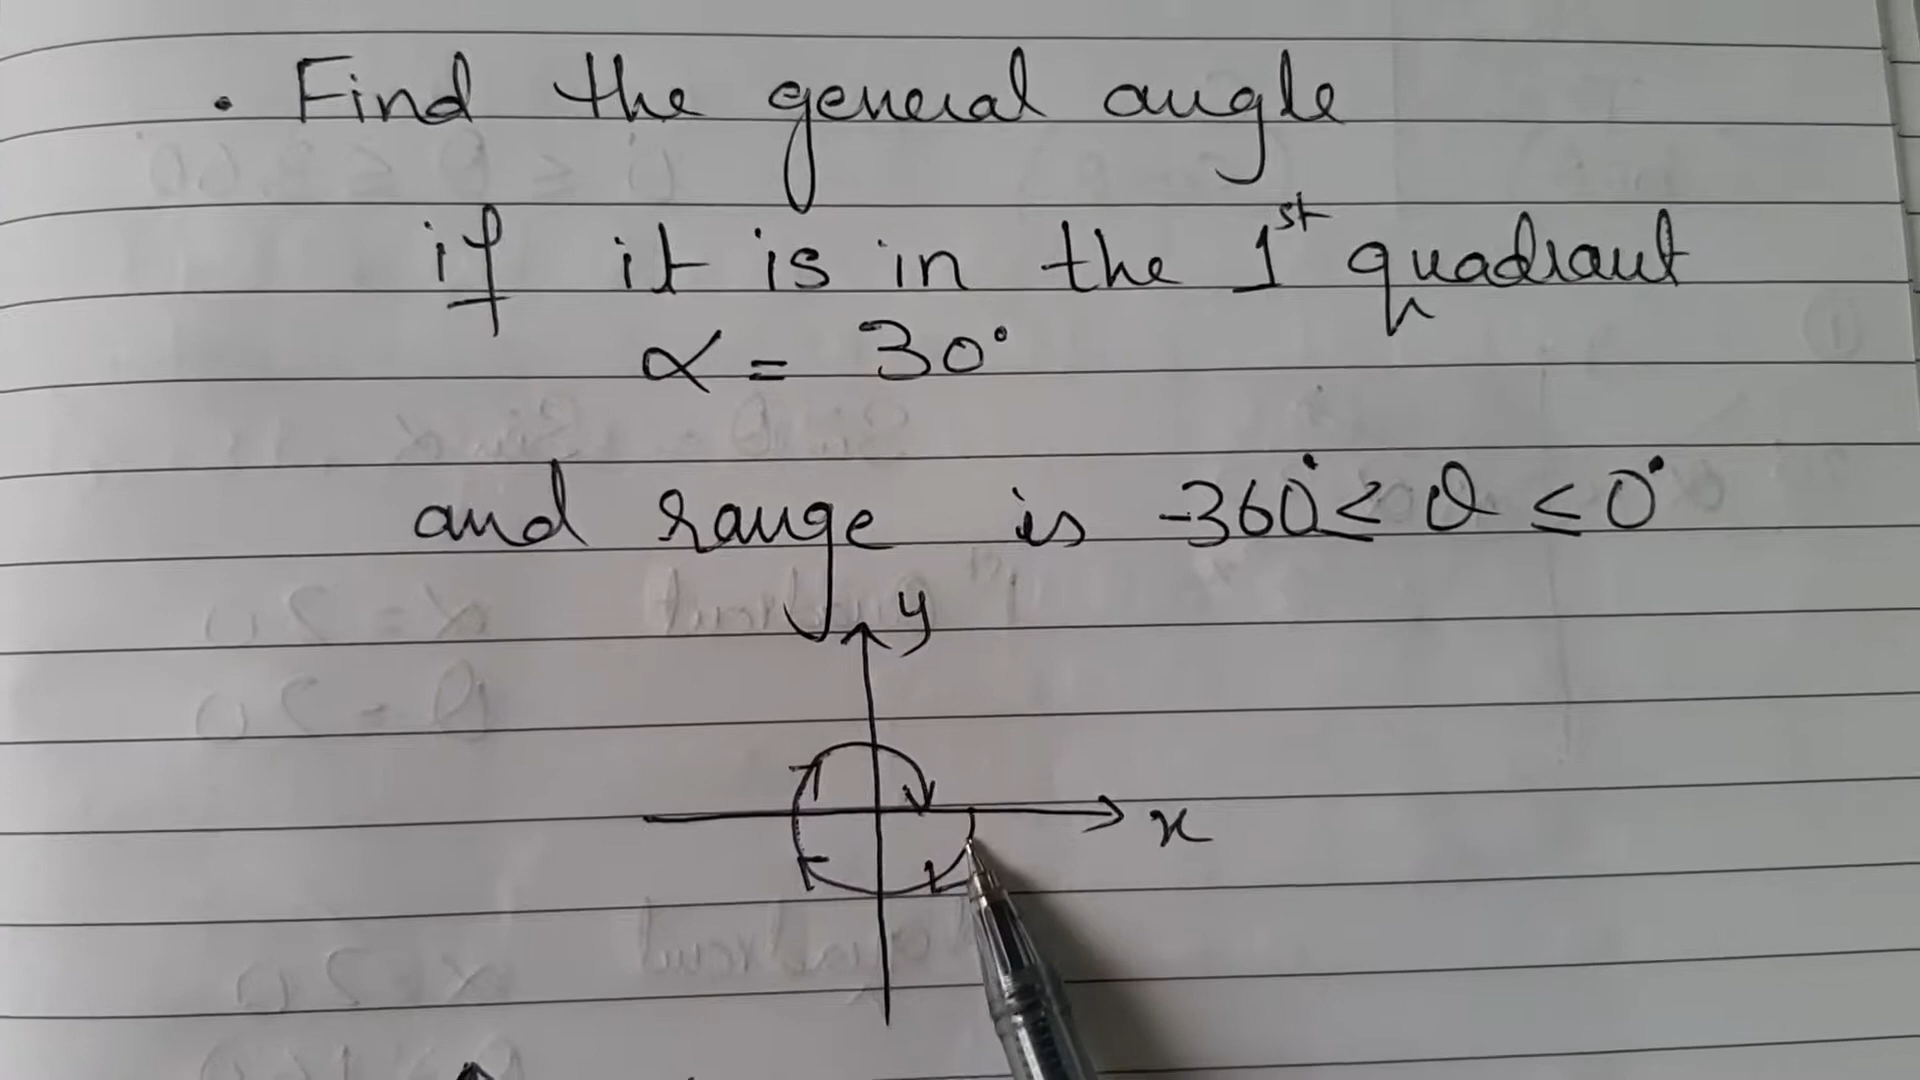 . Find the general angle
if it is in the 1st quadrant
α = 30°
and range is -360° ≤ θ ≤ 0°
y
x